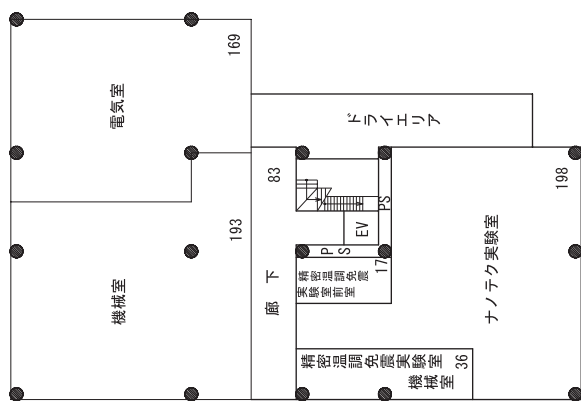 電気室
169
機械室
193
ドライエリア
廊下
83
PS
EV
PS
精密温調免震
実験室前室
17
精密温調免震実験室
機械室
36
ナノテク実験室
198